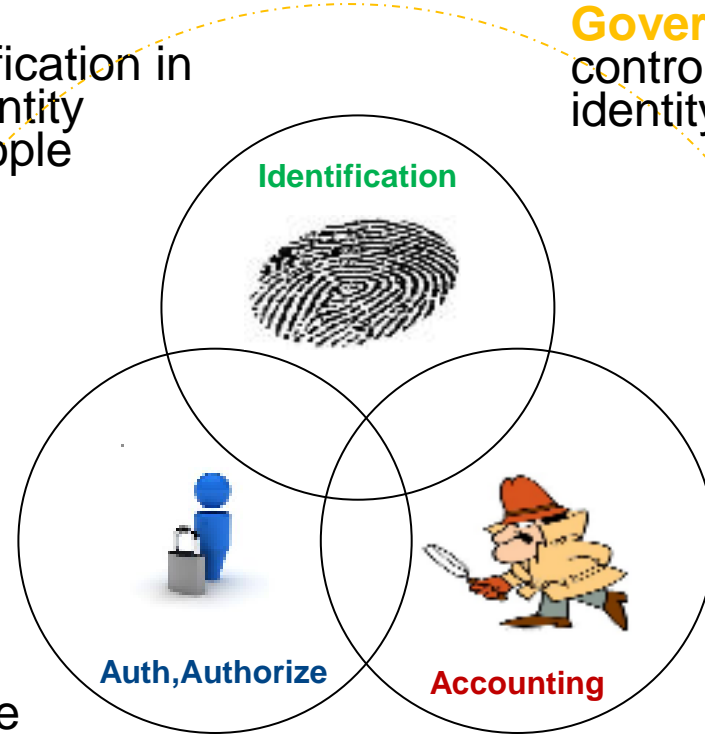 fication in
ntity
ople
Gover
contro
identity
Identification
Auth,Authorize
Accounting
e